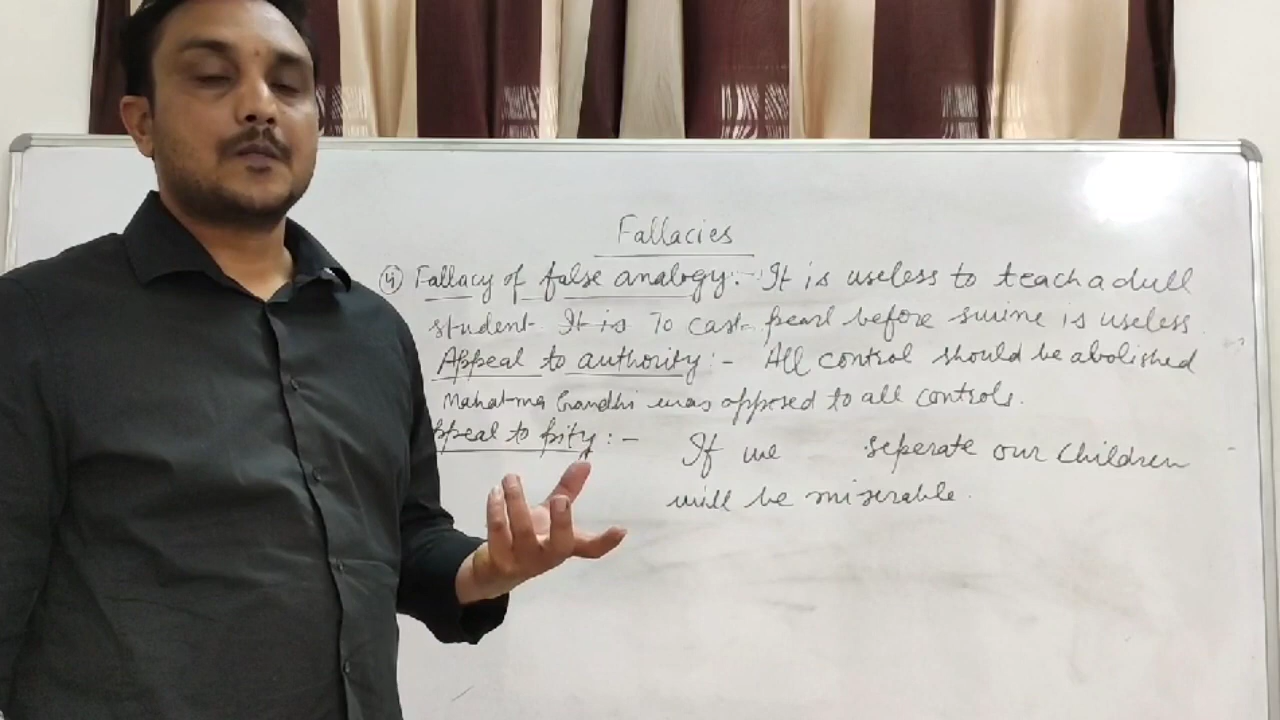 Fallacies
④ Fallacy of false analogy:- It is useless to teach a dull
student. It is To cast pearl before swine is useless.
Appeal to authority:- All control should be abolished
Mahatma Gandhi was opposed to all controls.
ppeal to pity:- If we seperate our children
will be miserable.